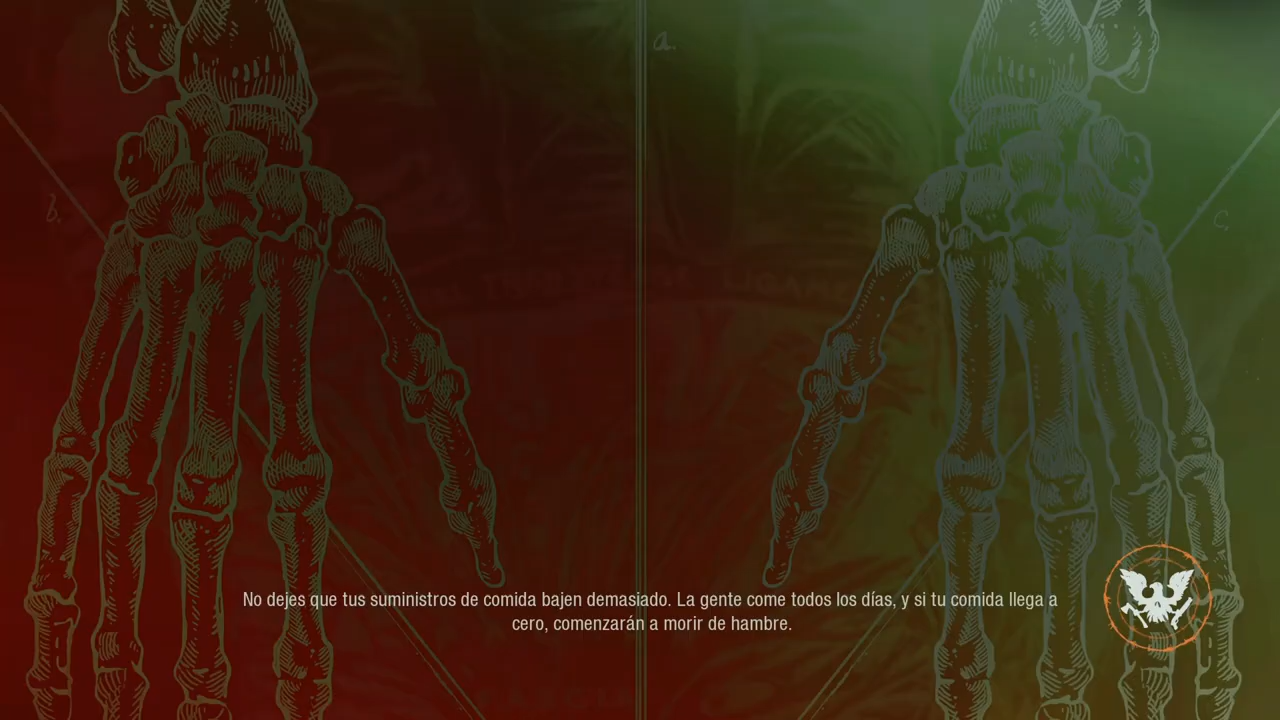 a.
b.
c.
No dejes que tus suministros de comida bajen demasiado. La gente come todos los días, y si tu comida llega a
cero, comenzarán a morir de hambre.